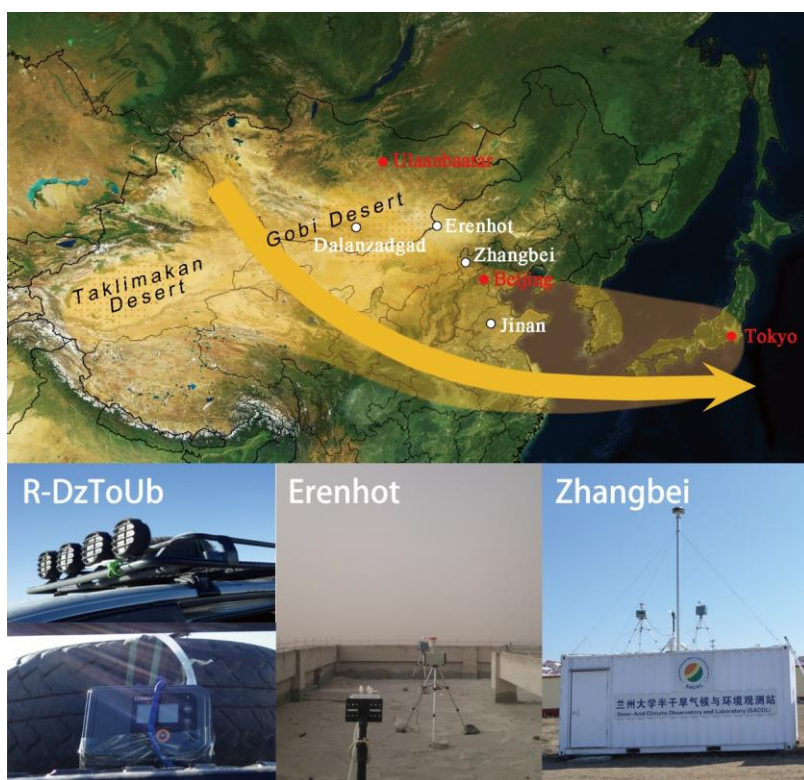 Ulaanbaatar
Gobi Desert
Dalanzadgad
Erenhot
Zhangbei
Taklimakan
Desert
Beijing
Jinan
Tokyo
R-DzToUb
Erenhot
Zhangbei
兰州大学半干旱气候与环境观测站
Semi-Arid Climate Observatory and Laboratory (SACOL)